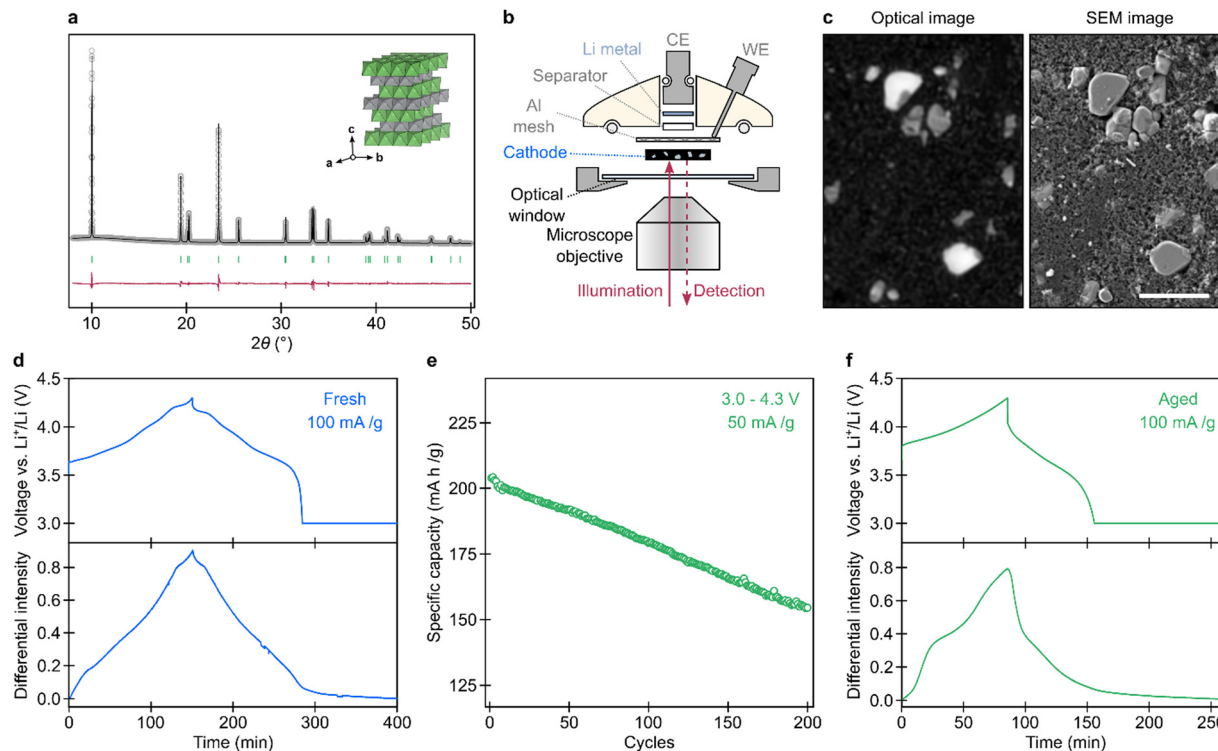 a
c
a
b
10
20
30
40
50
2θ (°)
b
CE
WE
Li metal
Separator
Al
mesh
Cathode
Optical
window
Microscope
objective
Illumination
Detection
c
Optical image
SEM image
d
Voltage vs. Li⁺/Li (V)
4.5
4.0
3.5
3.0
Fresh
100 mA /g
Differential intensity
0.8
0.6
0.4
0.2
0.0
0
100
200
300
400
Time (min)
e
Specific capacity (mA h /g)
225
200
175
150
125
3.0 - 4.3 V
50 mA /g
0
50
100
150
200
Cycles
f
Voltage vs. Li⁺/Li (V)
4.5
4.0
3.5
3.0
Aged
100 mA /g
Differential intensity
0.8
0.6
0.4
0.2
0.0
0
50
100
150
200
250
Time (min)